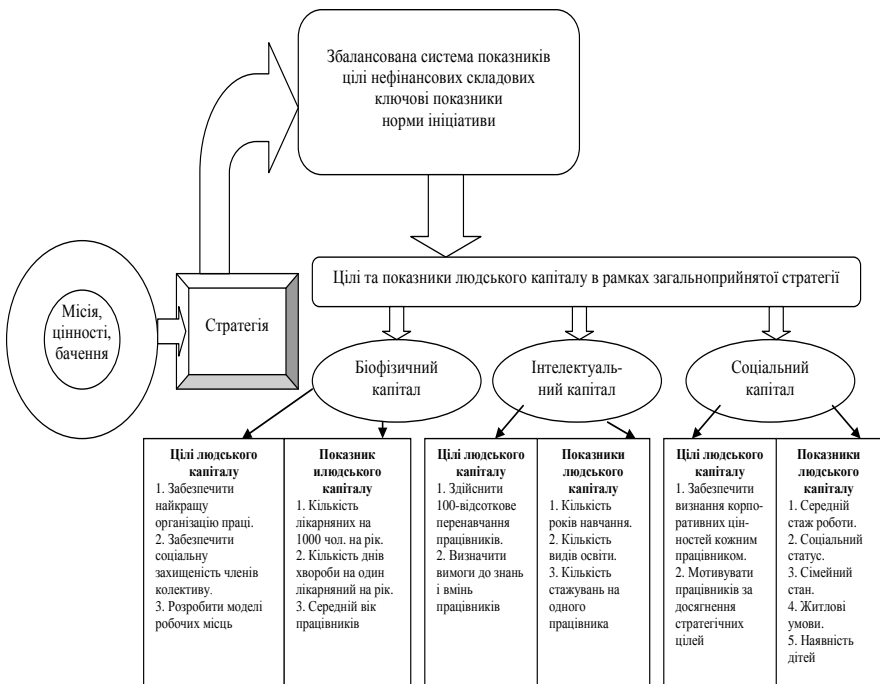 Збалансована система показників
цілі нефінансових складових
ключові показники
норми ініціативи
Цілі та показники людського капіталу в рамках загальноприйнятої стратегії
Місія,
цінності,
бачення
Стратегія
Біофізичний
капітал
Інтелектуаль-
ний капітал
Соціальний
капітал
Цілі людського
капіталу
1. Забезпечити
найкращу
організацію праці.
2. Забезпечити
соціальну
захищеність членів
колективу.
3. Розробити моделі
робочих місць
Показник
илюдського
капіталу
1. Кількість
лікарняних на
1000 чол. на рік.
2. Кількість днів
хвороби на один
лікарняний на рік.
3. Середній вік
працівників
Цілі людського
капіталу
1. Здійснити
100-відсоткове
перенавчання
працівників.
2. Визначити
вимоги до знань
і вмінь
працівників
Показники
людського
капіталу
1. Кількість
років навчання.
2. Кількість
видів освіти.
3. Кількість
стажувань на
одного
працівника
Цілі людського
капіталу
1. Забезпечити
визнання корпо-
ративних цін-
ностей кожним
працівником.
2. Мотивувати
працівників за
досягнення
стратегічних
цілей
Показники
людського
капіталу
1. Середній
стаж роботи.
2. Соціальний
статус.
3. Сімейний
стан.
4. Житлові
умови.
5. Наявність
дітей